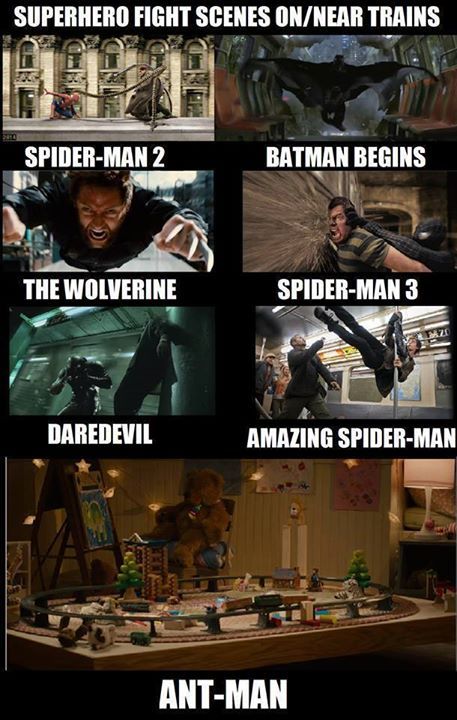 SUPERHERO FIGHT SCENES ON/NEAR TRAINS
SPIDER-MAN 2
BATMAN BEGINS
THE WOLVERINE
SPIDER-MAN 3
DAREDEVIL
AMAZING SPIDER-MAN
ANT-MAN